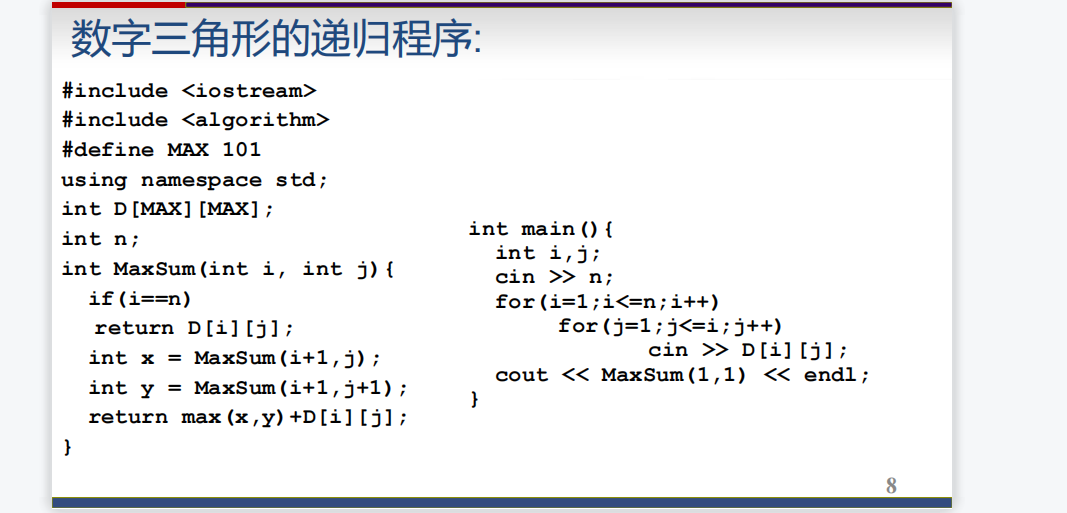 数字三角形的递归程序:
#include <iostream>
#include <algorithm>
#define MAX 101
using namespace std;
int D[MAX][MAX];
int n;
int MaxSum(int i, int j){
if(i==n)
return D[i][j];
int x = MaxSum(i+1,j);
int y = MaxSum(i+1,j+1);
return max(x,y)+D[i][j];
}
int main(){
int i,j;
cin >> n;
for(i=1;i<=n;i++)
for(j=1;j<=i;j++)
cin >> D[i][j];
cout << MaxSum(1,1) << endl;
}
8